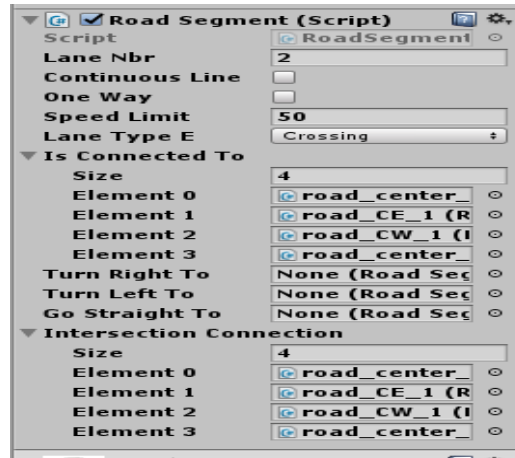 Road Segment (Script)
Script RoadSegment
Lane Nbr 2
Continuous Line
One Way
Speed Limit 50
Lane Type E Crossing
Is Connected To
Size 4
Element 0 road_center_
Element 1 road_CE_1 (R
Element 2 road_CW_1 (I
Element 3 road_center_
Turn Right To None (Road Seg
Turn Left To None (Road Seg
Go Straight To None (Road Seg
Intersection Connection
Size 4
Element 0 road_center_
Element 1 road_CE_1 (R
Element 2 road_CW_1 (I
Element 3 road_center_